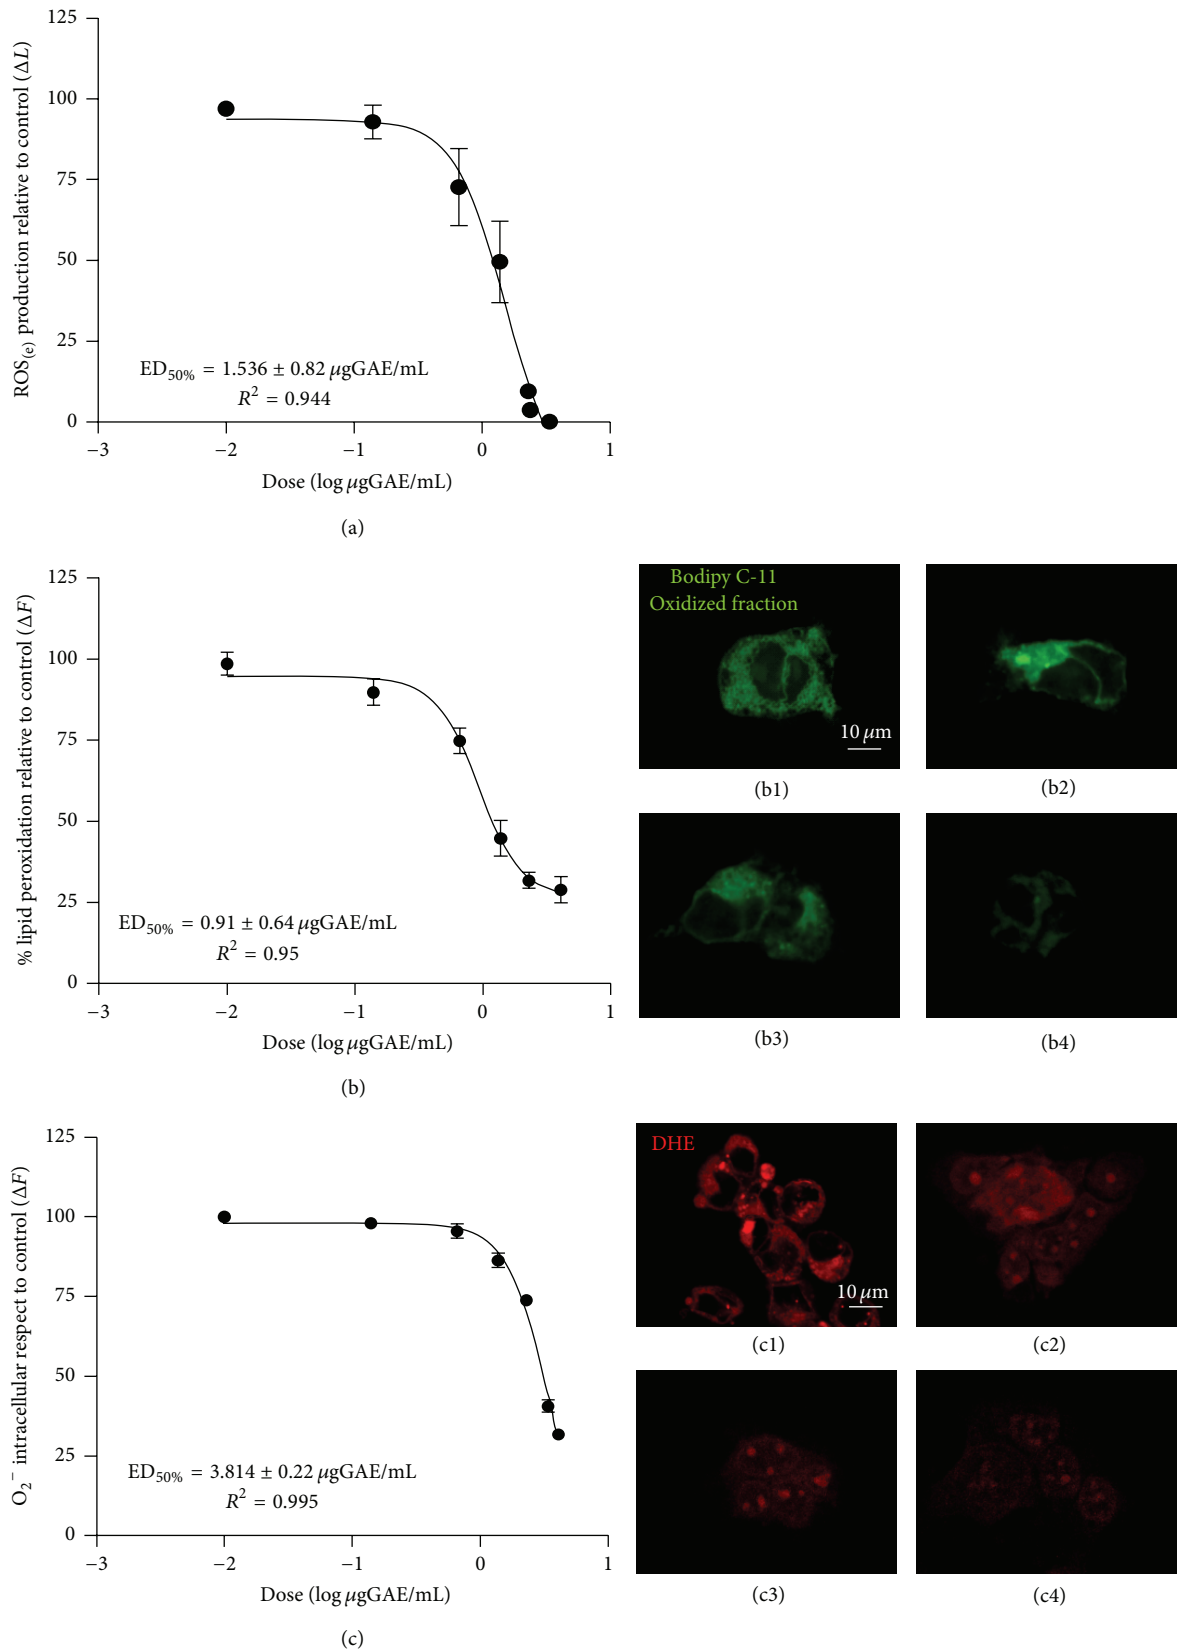 125
100
75
50
25
0
ROS(e) production relative to control (ΔL)
ED50% = 1.536 ± 0.82 μgGAE/mL
R² = 0.944
−3 −2 −1 0 1
Dose (log μgGAE/mL)
(a)
125
100
75
50
25
0
% lipid peroxidation relative to control (ΔF)
ED50% = 0.91 ± 0.64 μgGAE/mL
R² = 0.95
−3 −2 −1 0 1
Dose (log μgGAE/mL)
Bodipy C-11
Oxidized fraction
10 μm
(b1)
(b2)
(b3)
(b4)
(b)
125
100
75
50
25
0
O₂⁻ intracellular respect to control (ΔF)
ED50% = 3.814 ± 0.22 μgGAE/mL
R² = 0.995
−3 −2 −1 0 1
Dose (log μgGAE/mL)
DHE
10 μm
(c1)
(c2)
(c3)
(c4)
(c)